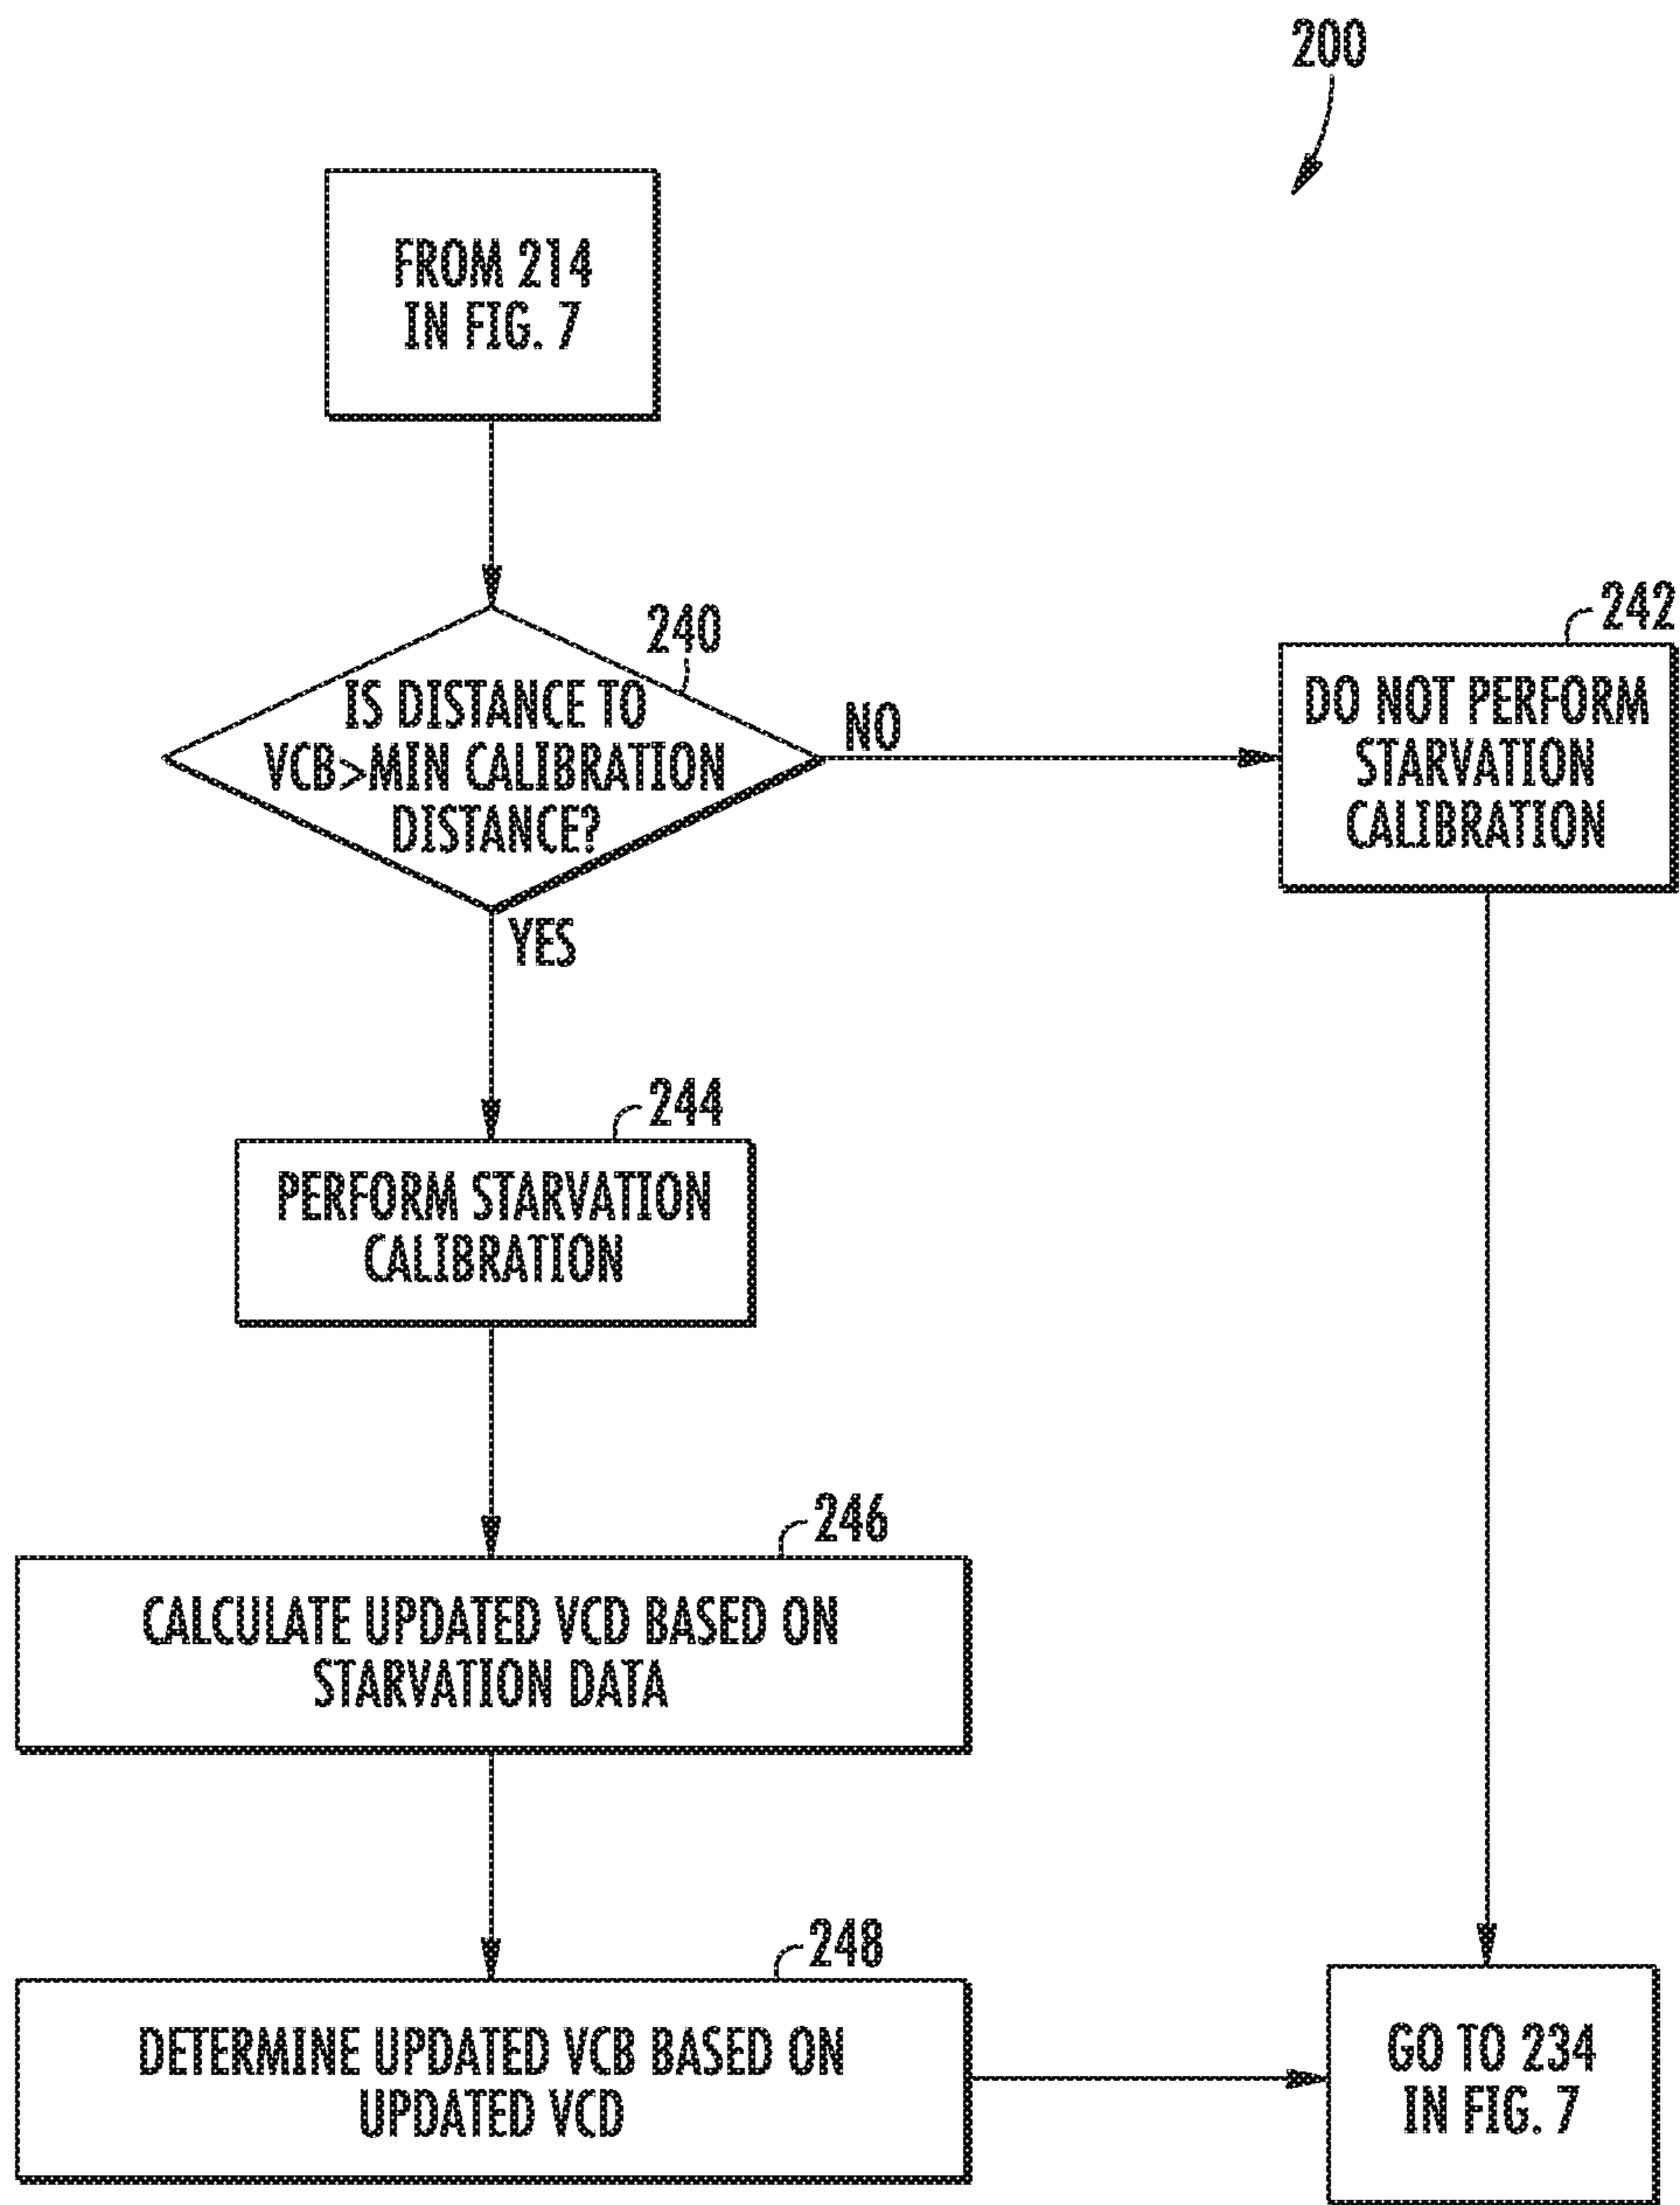 200
FROM 214
IN FIG. 7
240
IS DISTANCE TO
VCB>MIN CALIBRATION
DISTANCE?
NO
242
DO NOT PERFORM
STARVATION
CALIBRATION
YES
244
PERFORM STARVATION
CALIBRATION
246
CALCULATE UPDATED VCD BASED ON
STARVATION DATA
248
DETERMINE UPDATED VCB BASED ON
UPDATED VCD
GO TO 234
IN FIG. 7